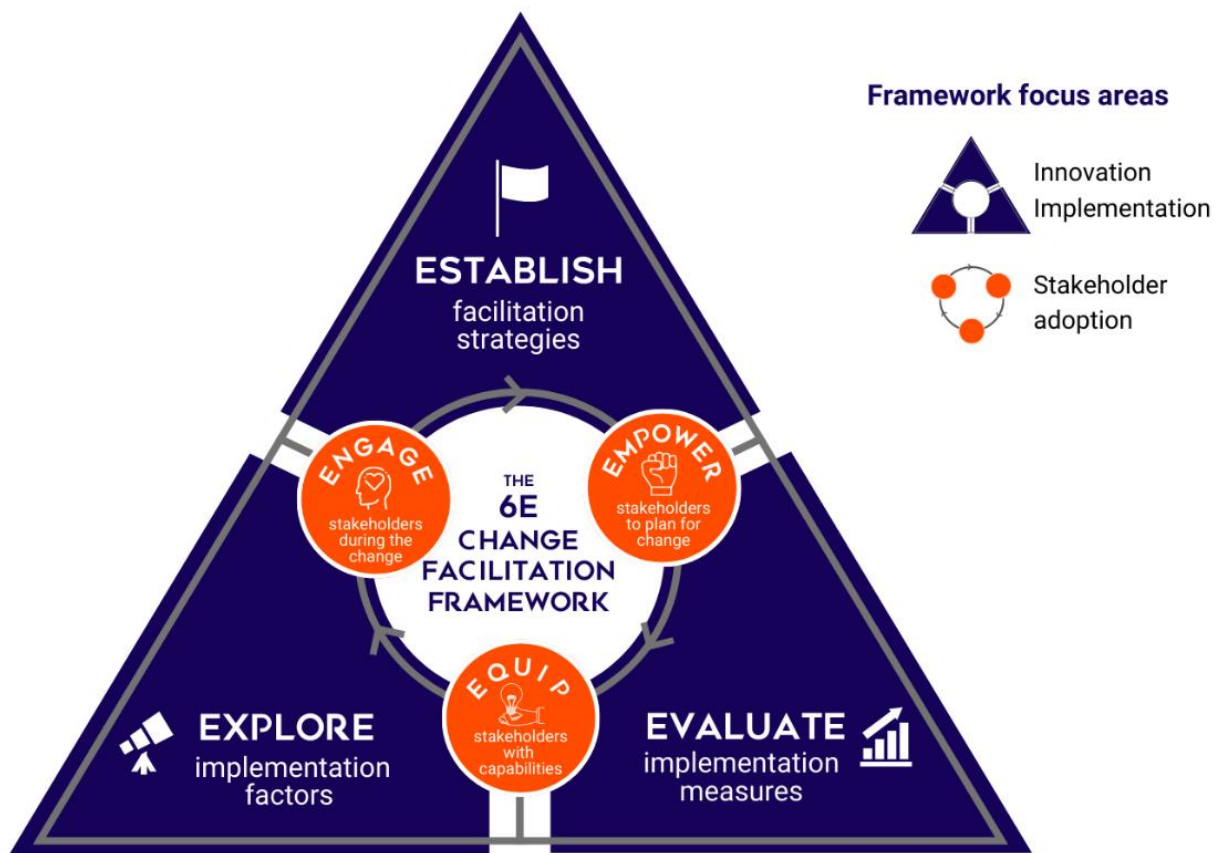 Framework focus areas
Innovation
Implementation
Stakeholder
adoption
ESTABLISH
facilitation
strategies
ENGAGE
stakeholders
during the
change
EMPOWER
stakeholders
to plan for
change
THE
6E
CHANGE
FACILITATION
FRAMEWORK
EQUIP
stakeholders
with
capabilities
EXPLORE
implementation
factors
EVALUATE
implementation
measures